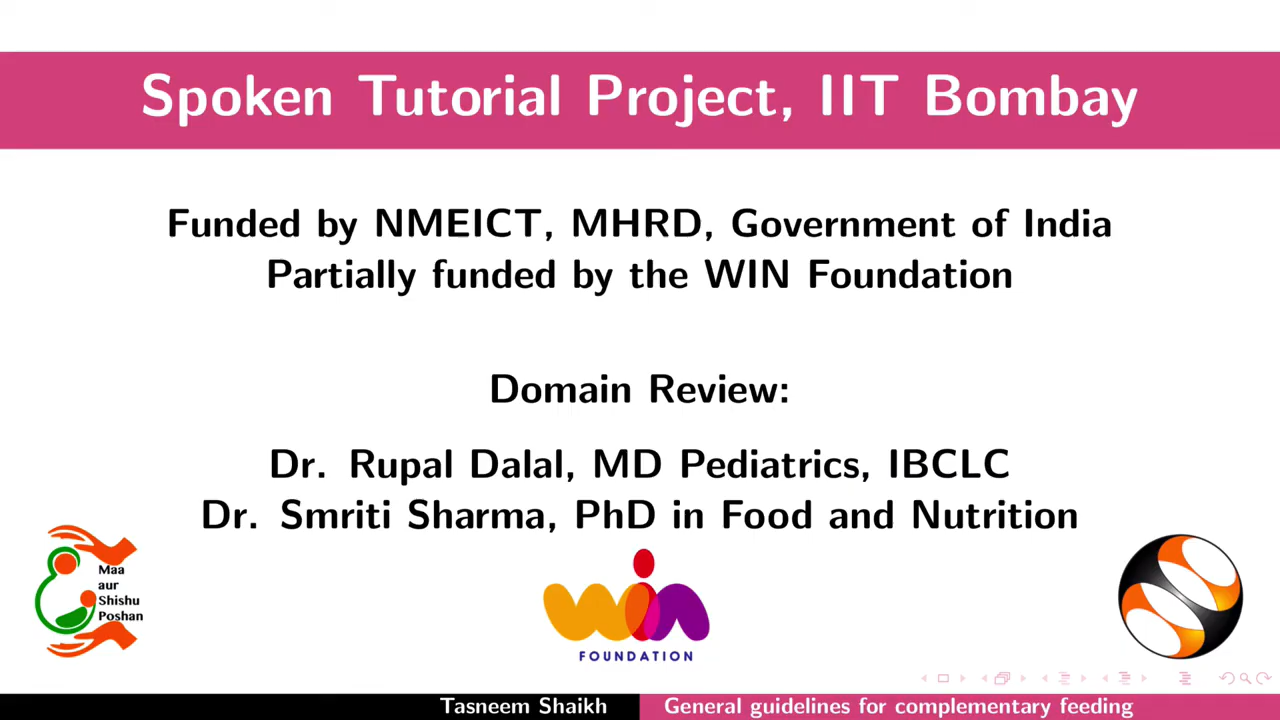 Spoken Tutorial Project, IIT Bombay
Funded by NMEICT, MHRD, Government of India
Partially funded by the WIN Foundation
Domain Review:
Dr. Rupal Dalal, MD Pediatrics, IBCLC
Dr. Smriti Sharma, PhD in Food and Nutrition
Maa
aur
Shishu
Poshan
win
FOUNDATION
Tasneem Shaikh
General guidelines for complementary feeding